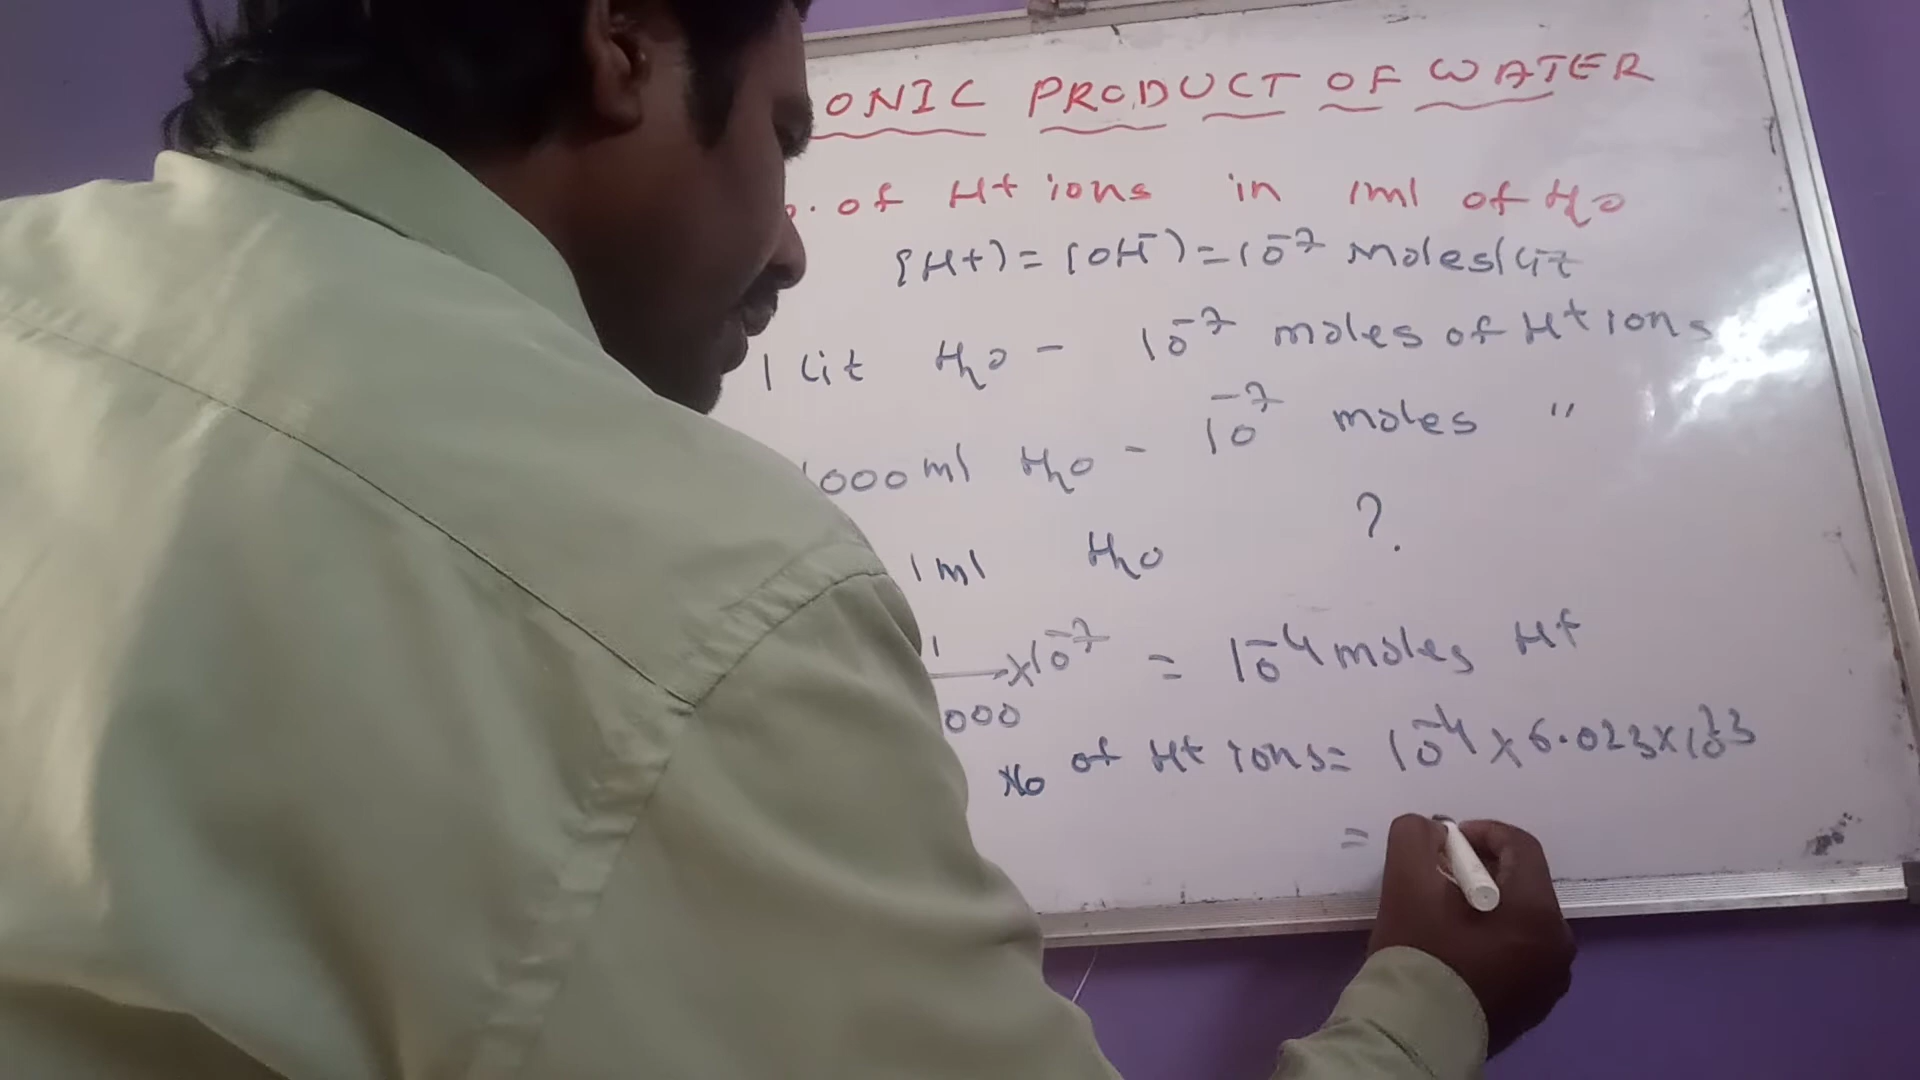 ONIC PRODUCT OF WATER
o. of H+ ions in 1ml of H2O
[H+) = (OH-) = 10^-7 moles/lit
1 lit H2O - 10^-7 moles of H+ ions
1000ml H2O - 10^-7 moles "
1ml H2O ?
1/000 x10^-7 = 10^-4 moles H+
No of H+ ions = 10^-4 x 6.023x10^23
=